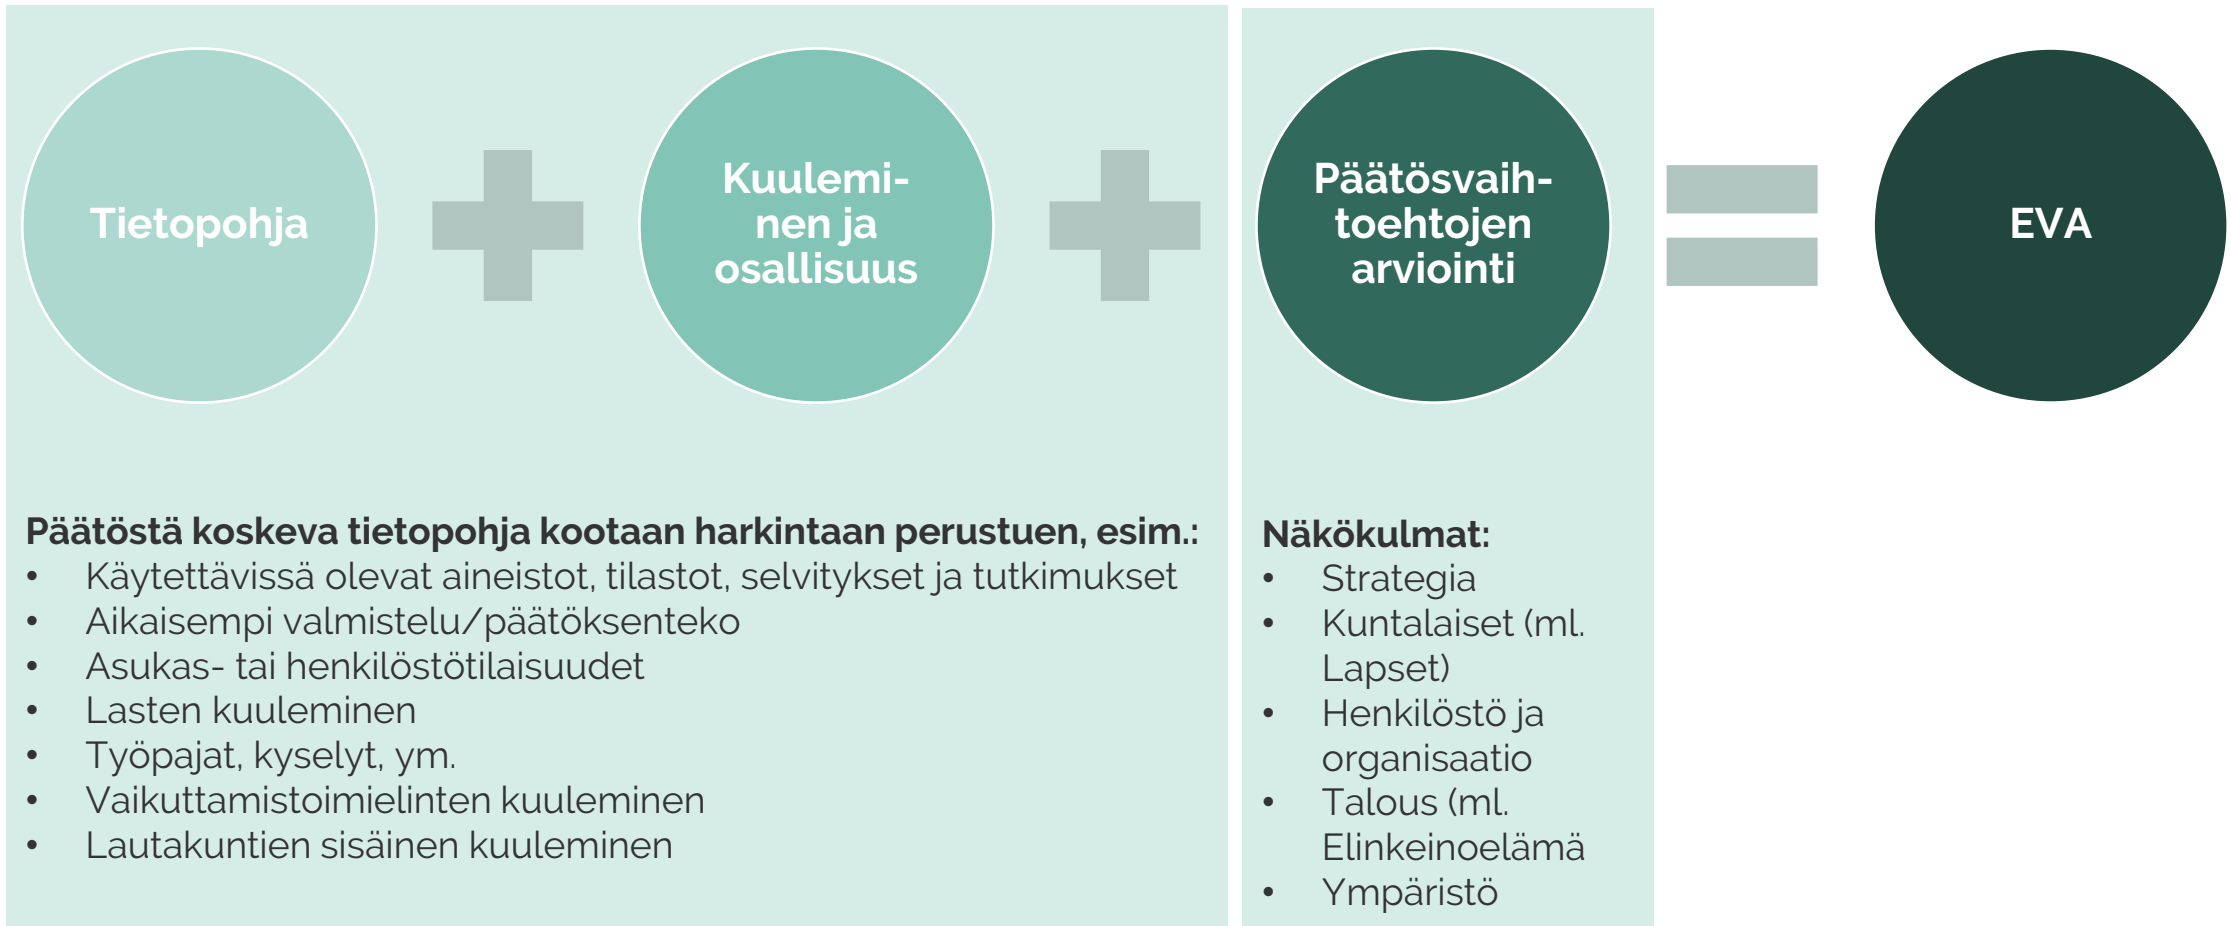 Tietopohja
Kuulemi-
nen ja
osallisuus
Päätösvaih-
toehtojen
arviointi
EVA
Päätöstä koskeva tietopohja kootaan harkintaan perustuen, esim.:
• Käytettävissä olevat aineistot, tilastot, selvitykset ja tutkimukset
• Aikaisempi valmistelu/päätöksenteko
• Asukas- tai henkilöstötilaisuudet
• Lasten kuuleminen
• Työpajat, kyselyt, ym.
• Vaikuttamistoimielinten kuuleminen
• Lautakuntien sisäinen kuuleminen
Näkökulmat:
• Strategia
• Kuntalaiset (ml.
Lapset)
• Henkilöstö ja
organisaatio
• Talous (ml.
Elinkeinoelämä
• Ympäristö